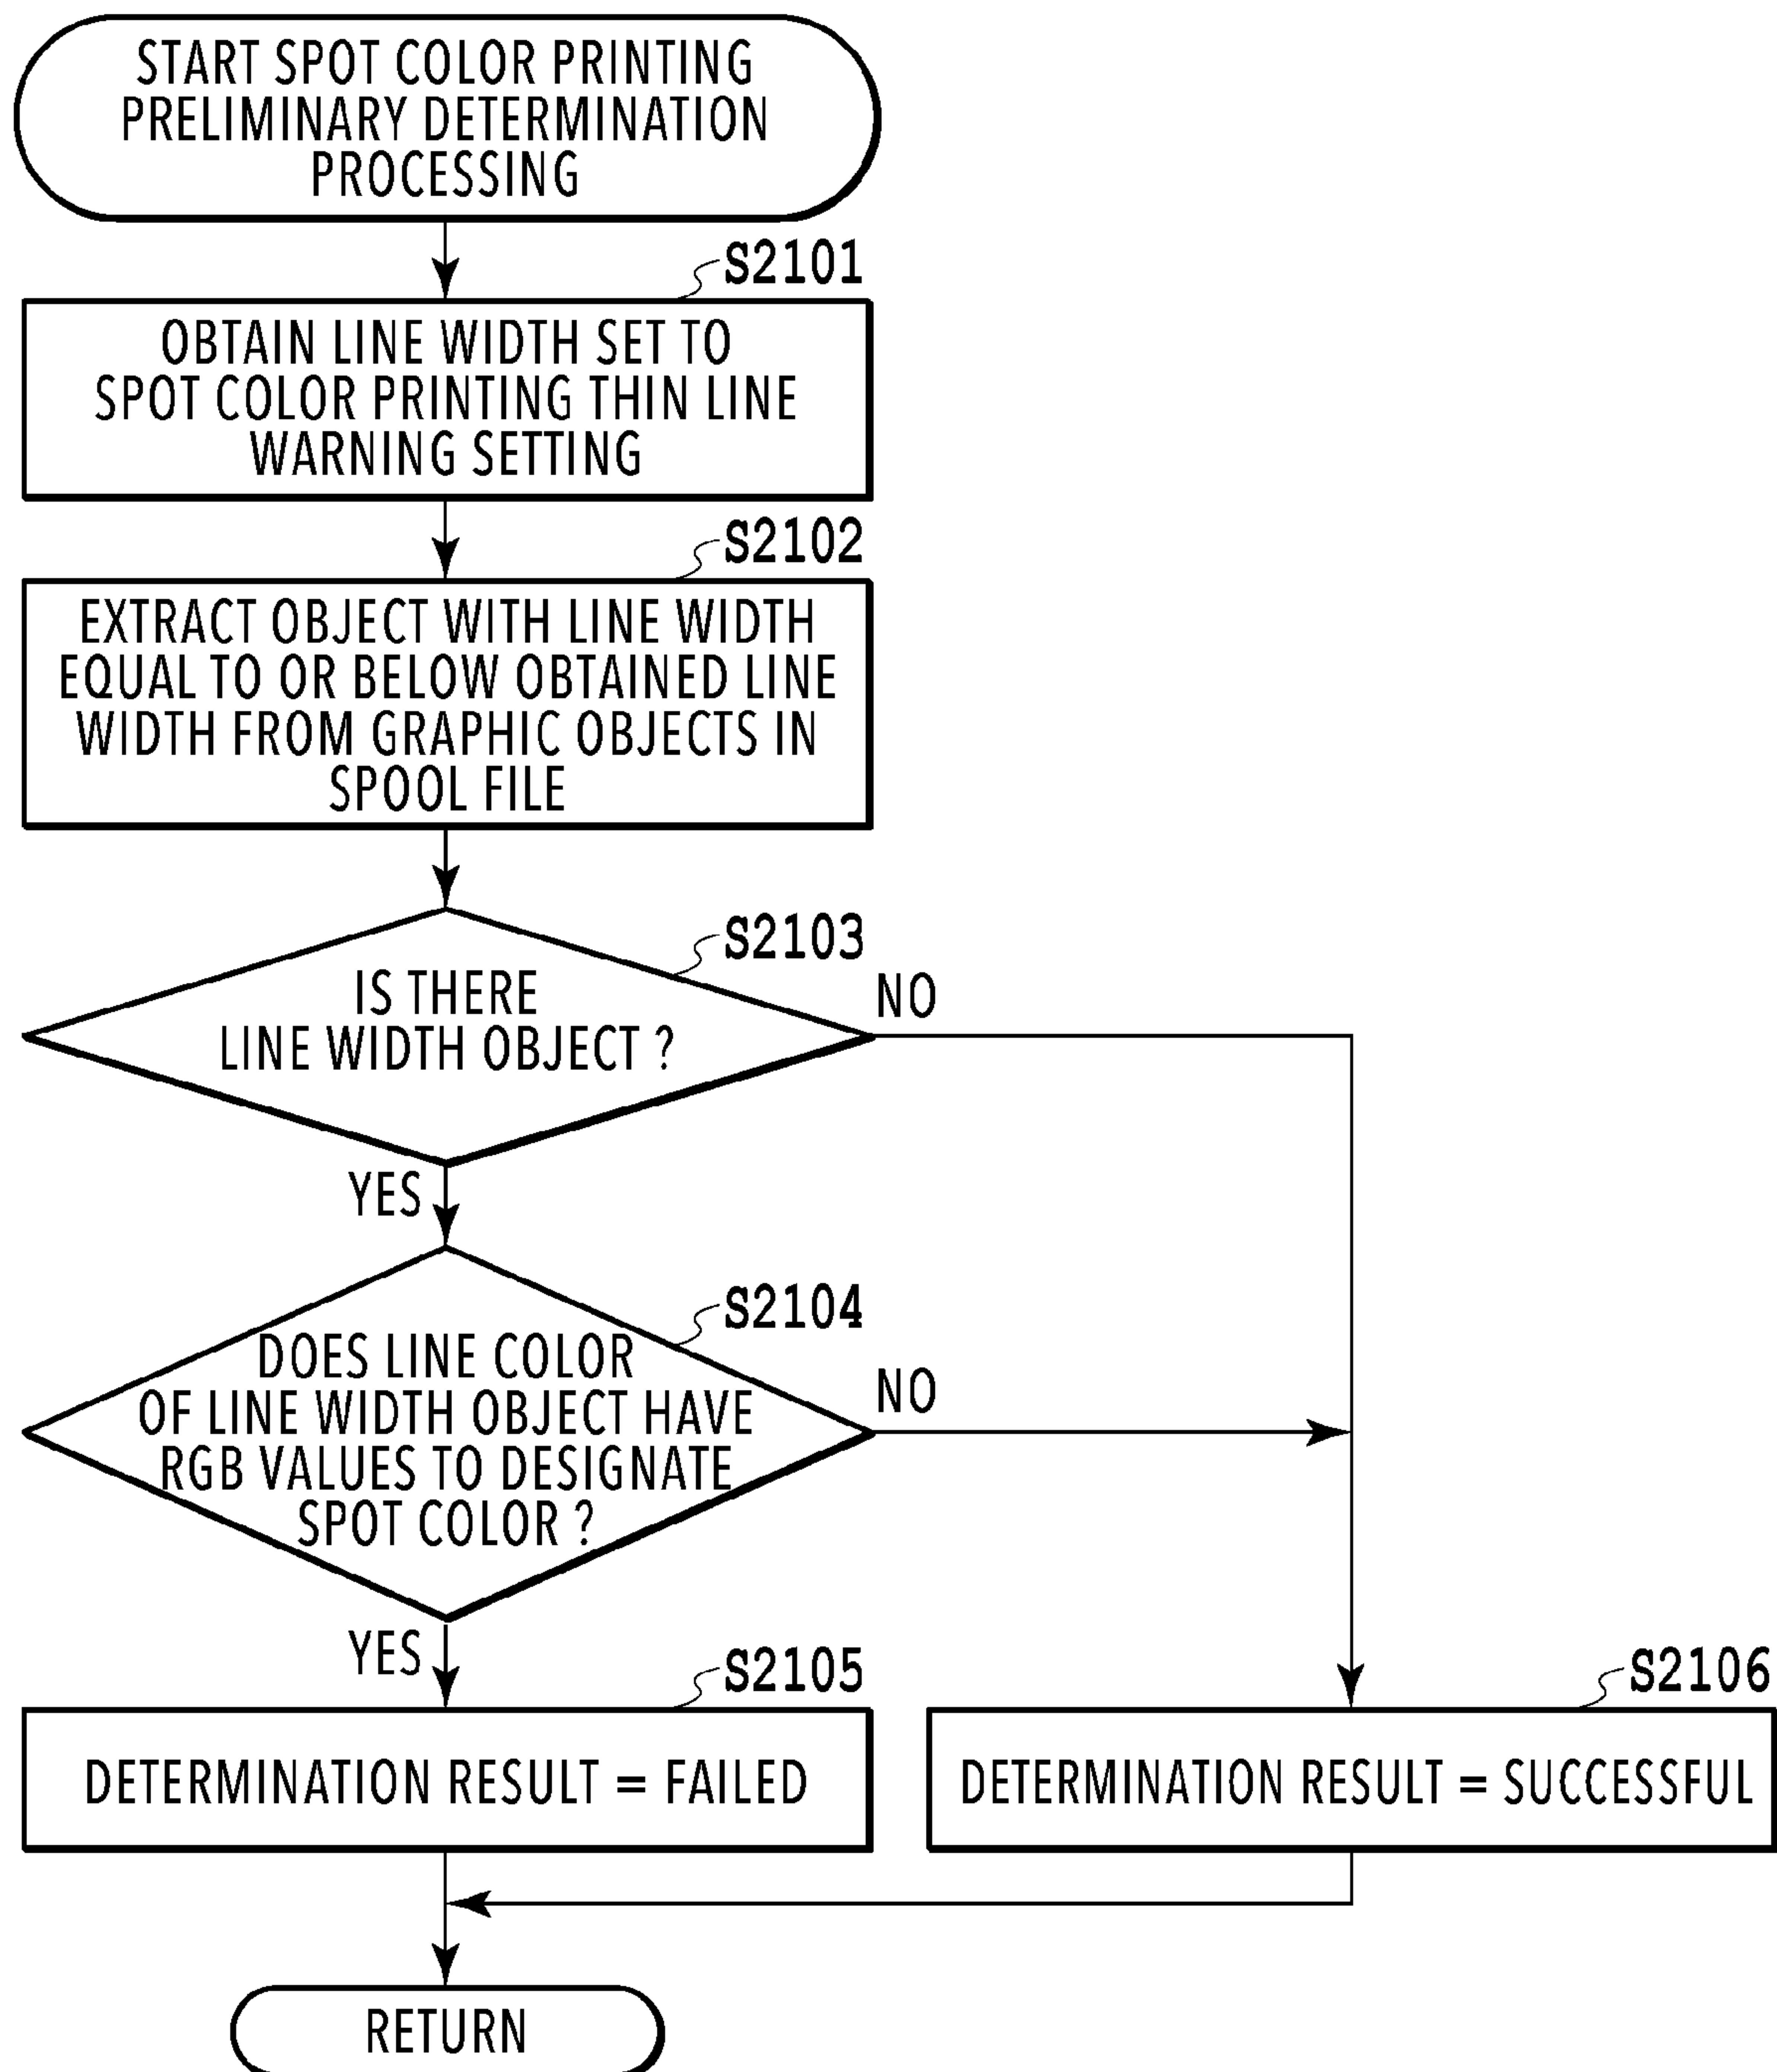 START SPOT COLOR PRINTING
PRELIMINARY DETERMINATION
PROCESSING
S2101
OBTAIN LINE WIDTH SET TO
SPOT COLOR PRINTING THIN LINE
WARNING SETTING
S2102
EXTRACT OBJECT WITH LINE WIDTH
EQUAL TO OR BELOW OBTAINED LINE
WIDTH FROM GRAPHIC OBJECTS IN
SPOOL FILE
S2103
IS THERE
LINE WIDTH OBJECT ?
NO
YES
S2104
DOES LINE COLOR
OF LINE WIDTH OBJECT HAVE
RGB VALUES TO DESIGNATE
SPOT COLOR ?
NO
YES
S2105
DETERMINATION RESULT = FAILED
S2106
DETERMINATION RESULT = SUCCESSFUL
RETURN